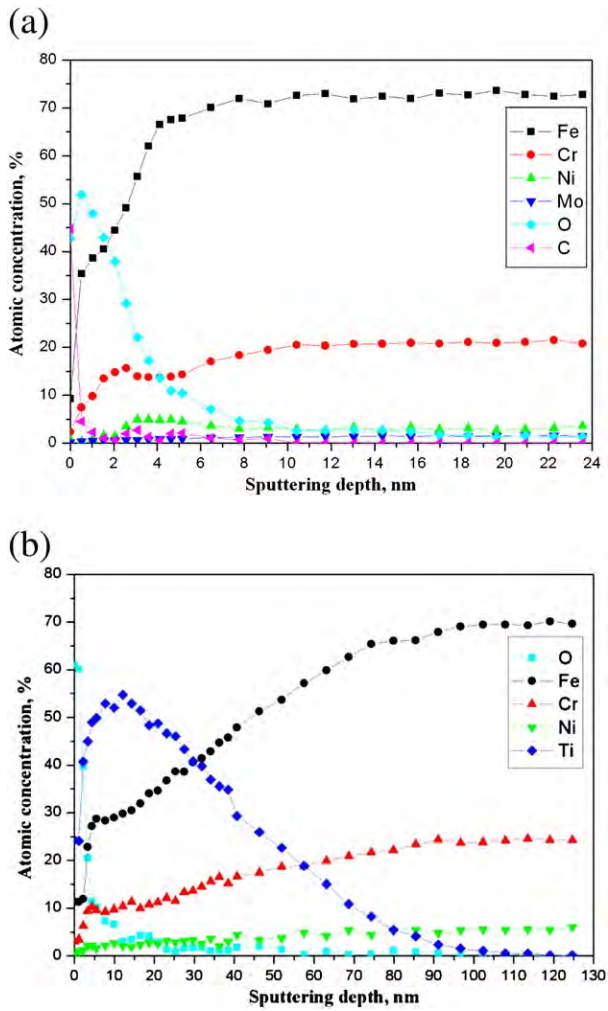 (a)
80
70
60
50
40
30
20
10
0
Atomic concentration, %
Fe
Cr
Ni
Mo
O
C
0 2 4 6 8 10 12 14 16 18 20 22 24
Sputtering depth, nm
(b)
80
70
60
50
40
30
20
10
0
Atomic concentration, %
O
Fe
Cr
Ni
Ti
0 10 20 30 40 50 60 70 80 90 100 110 120 130
Sputtering depth, nm